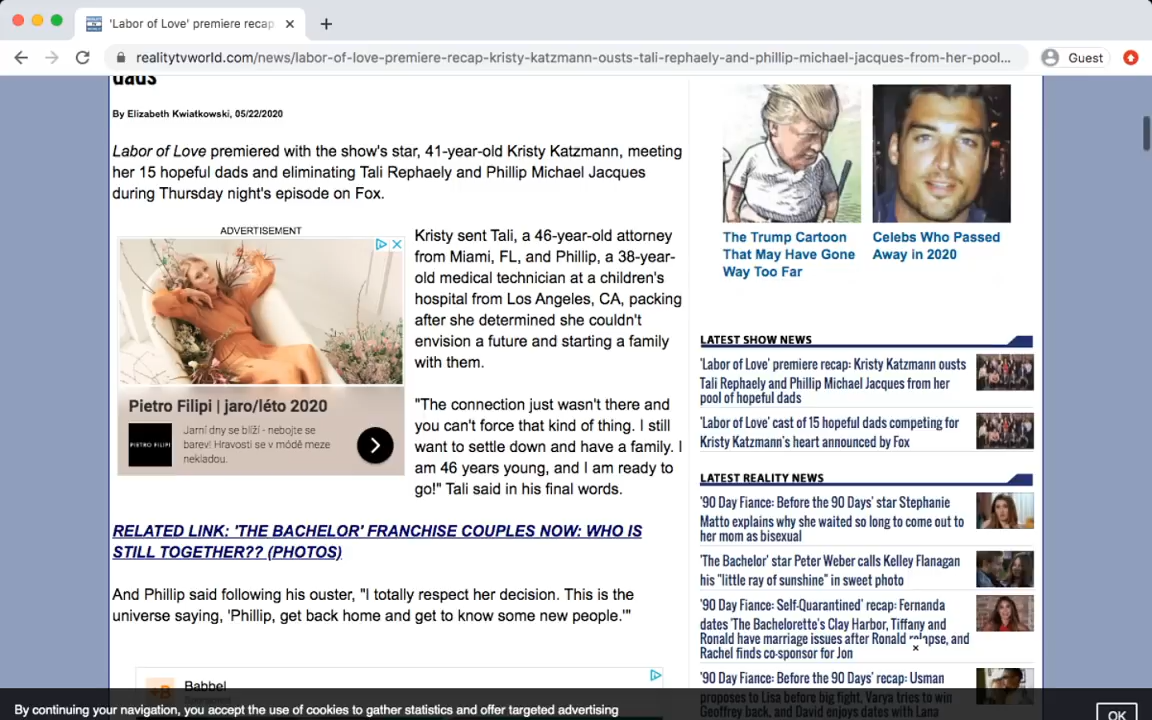 'Labor of Love' premiere recap
realitytvworld.com/news/labor-of-love-premiere-recap-kristy-katzmann-ousts-tali-rephaely-and-phillip-michael-jacques-from-her-pool...
Guest
dads
By Elizabeth Kwiatkowski, 05/22/2020
Labor of Love premiered with the show's star, 41-year-old Kristy Katzmann, meeting
her 15 hopeful dads and eliminating Tali Rephaely and Phillip Michael Jacques
during Thursday night's episode on Fox.
ADVERTISEMENT
Pietro Filipi | jaro/léto 2020
PIETRO FILIPI
Jarní dny se blíží - nebojte se
barev! Hravosti se v módě meze
nekladou.
Kristy sent Tali, a 46-year-old attorney
from Miami, FL, and Phillip, a 38-year-
old medical technician at a children's
hospital from Los Angeles, CA, packing
after she determined she couldn't
envision a future and starting a family
with them.
"The connection just wasn't there and
you can't force that kind of thing. I still
want to settle down and have a family. I
am 46 years young, and I am ready to
go!" Tali said in his final words.
RELATED LINK: 'THE BACHELOR' FRANCHISE COUPLES NOW: WHO IS
STILL TOGETHER?? (PHOTOS)
And Phillip said following his ouster, "I totally respect her decision. This is the
universe saying, 'Phillip, get back home and get to know some new people.'"
+B
Babbel
The Trump Cartoon
That May Have Gone
Way Too Far
Celebs Who Passed
Away in 2020
LATEST SHOW NEWS
'Labor of Love' premiere recap: Kristy Katzmann ousts
Tali Rephaely and Phillip Michael Jacques from her
pool of hopeful dads
'Labor of Love' cast of 15 hopeful dads competing for
Kristy Katzmann's heart announced by Fox
LATEST REALITY NEWS
'90 Day Fiance: Before the 90 Days' star Stephanie
Matto explains why she waited so long to come out to
her mom as bisexual
'The Bachelor' star Peter Weber calls Kelley Flanagan
his "little ray of sunshine" in sweet photo
'90 Day Fiance: Self-Quarantined' recap: Fernanda
dates 'The Bachelorette's Clay Harbor, Tiffany and
Ronald have marriage issues after Ronald relapse, and
Rachel finds co-sponsor for Jon
'90 Day Fiance: Before the 90 Days' recap: Usman
proposes to Lisa before big fight, Varya tries to win
Geoffrey back, and David enjoys dates with Lana
By continuing your navigation, you accept the use of cookies to gather statistics and offer targeted advertising
OK